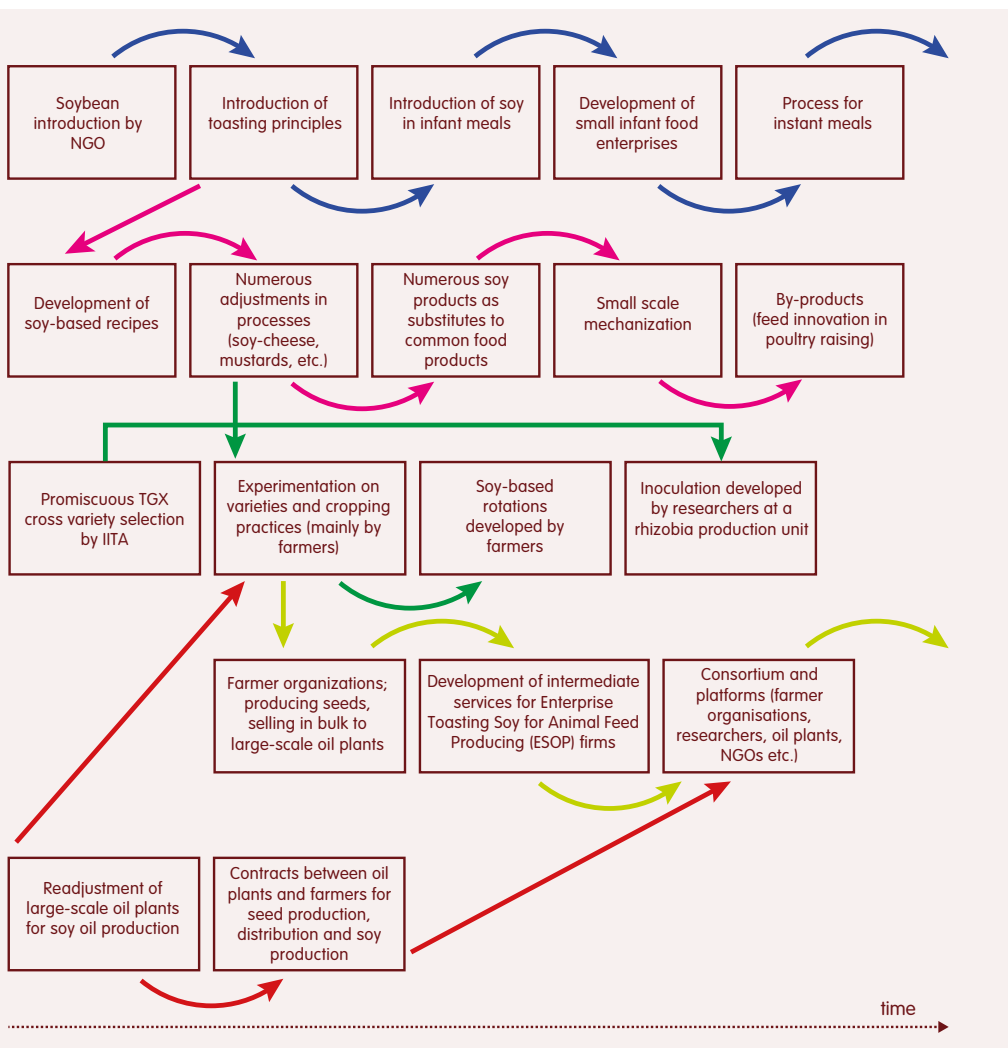 Soybean
introduction by
NGO
Introduction of
toasting principles
Introduction of soy
in infant meals
Development of
small infant food
enterprises
Process for
instant meals
Development of
soy-based recipes
Numerous
adjustments in
processes
(soy-cheese,
mustards, etc.)
Numerous soy
products as
substitutes to
common food
products
Small scale
mechanization
By-products
(feed innovation in
poultry raising)
Promiscuous TGX
cross variety selection
by IITA
Experimentation on
varieties and cropping
practices (mainly by
farmers)
Soy-based
rotations
developed by
farmers
Inoculation developed
by researchers at a
rhizobia production unit
Farmer organizations;
producing seeds,
selling in bulk to
large-scale oil plants
Development of intermediate
services for Enterprise
Toasting Soy for Animal Feed
Producing (ESOP) firms
Consortium and
platforms (farmer
organisations,
researchers, oil plants,
NGOs etc.)
Readjustment of
large-scale oil plants
for soy oil production
Contracts between oil
plants and farmers for
seed production,
distribution and soy
production
time